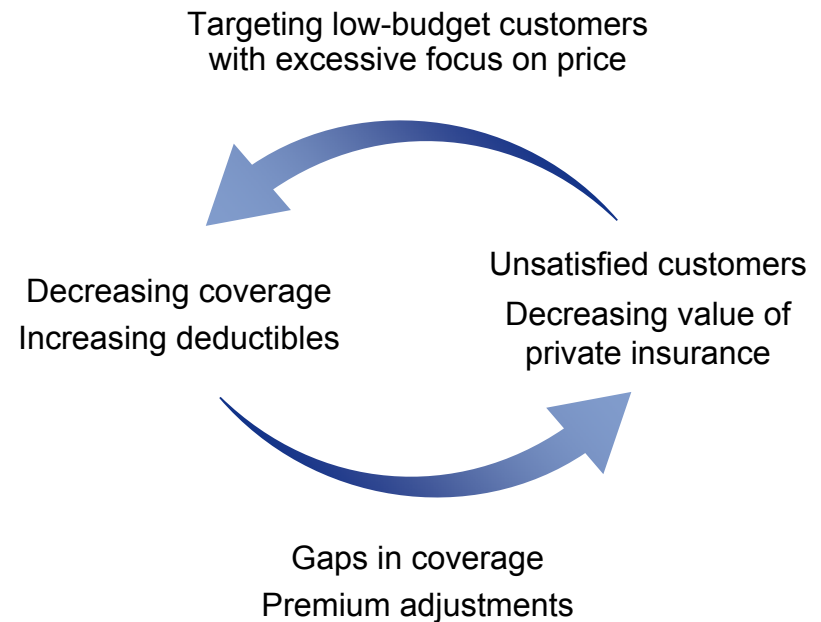 Targeting low-budget customers
with excessive focus on price
Decreasing coverage
Increasing deductibles
Unsatisfied customers
Decreasing value of
private insurance
Gaps in coverage
Premium adjustments